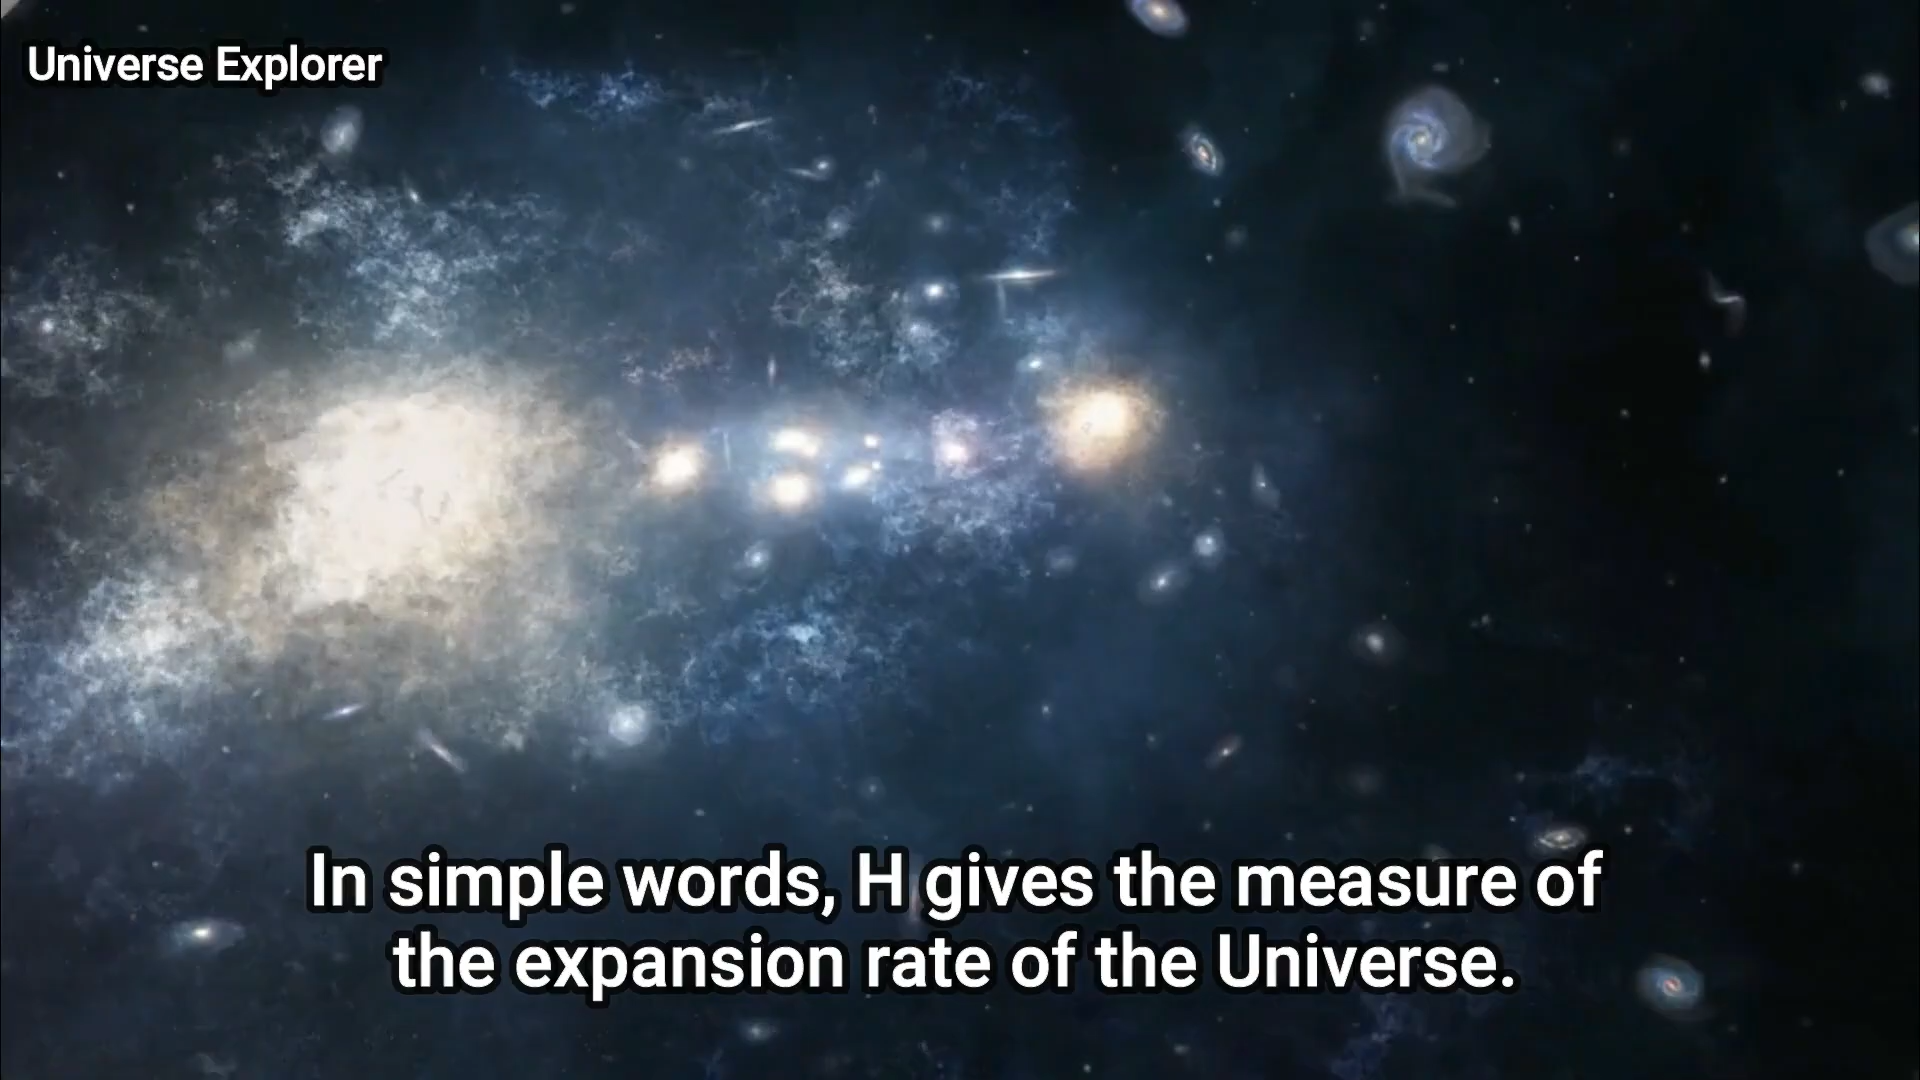 Universe Explorer
In simple words, H gives the measure of
the expansion rate of the Universe.